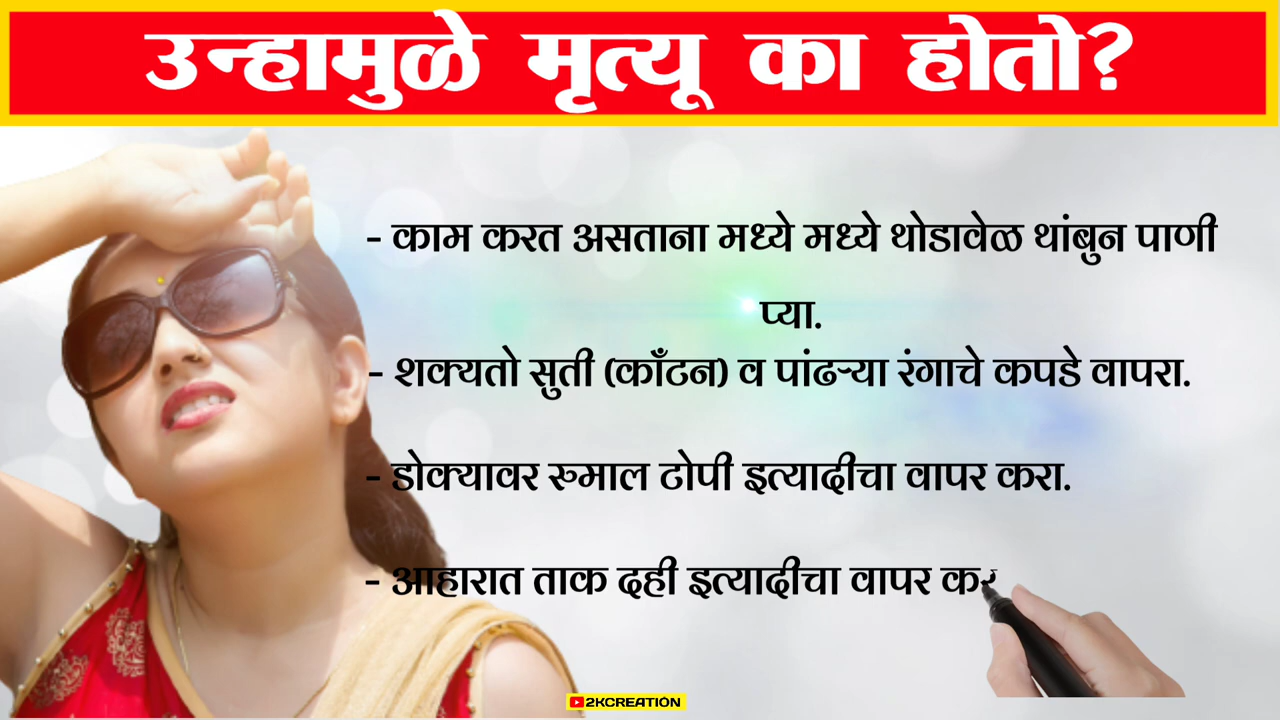 उन्हामुळे मृत्यू का होतो?
- काम करत असताना मध्ये मध्ये थोडावेळ थांबुन पाणी
प्या.
- शक्यतो सुती (कॉंटन) व पांढऱ्या रंगाचे कपडे वापरा.
- डोक्यावर रुमाल टोपी इत्यादीचा वापर करा.
- आहारात ताक दही इत्यादीचा वापर कर
2KCREATION